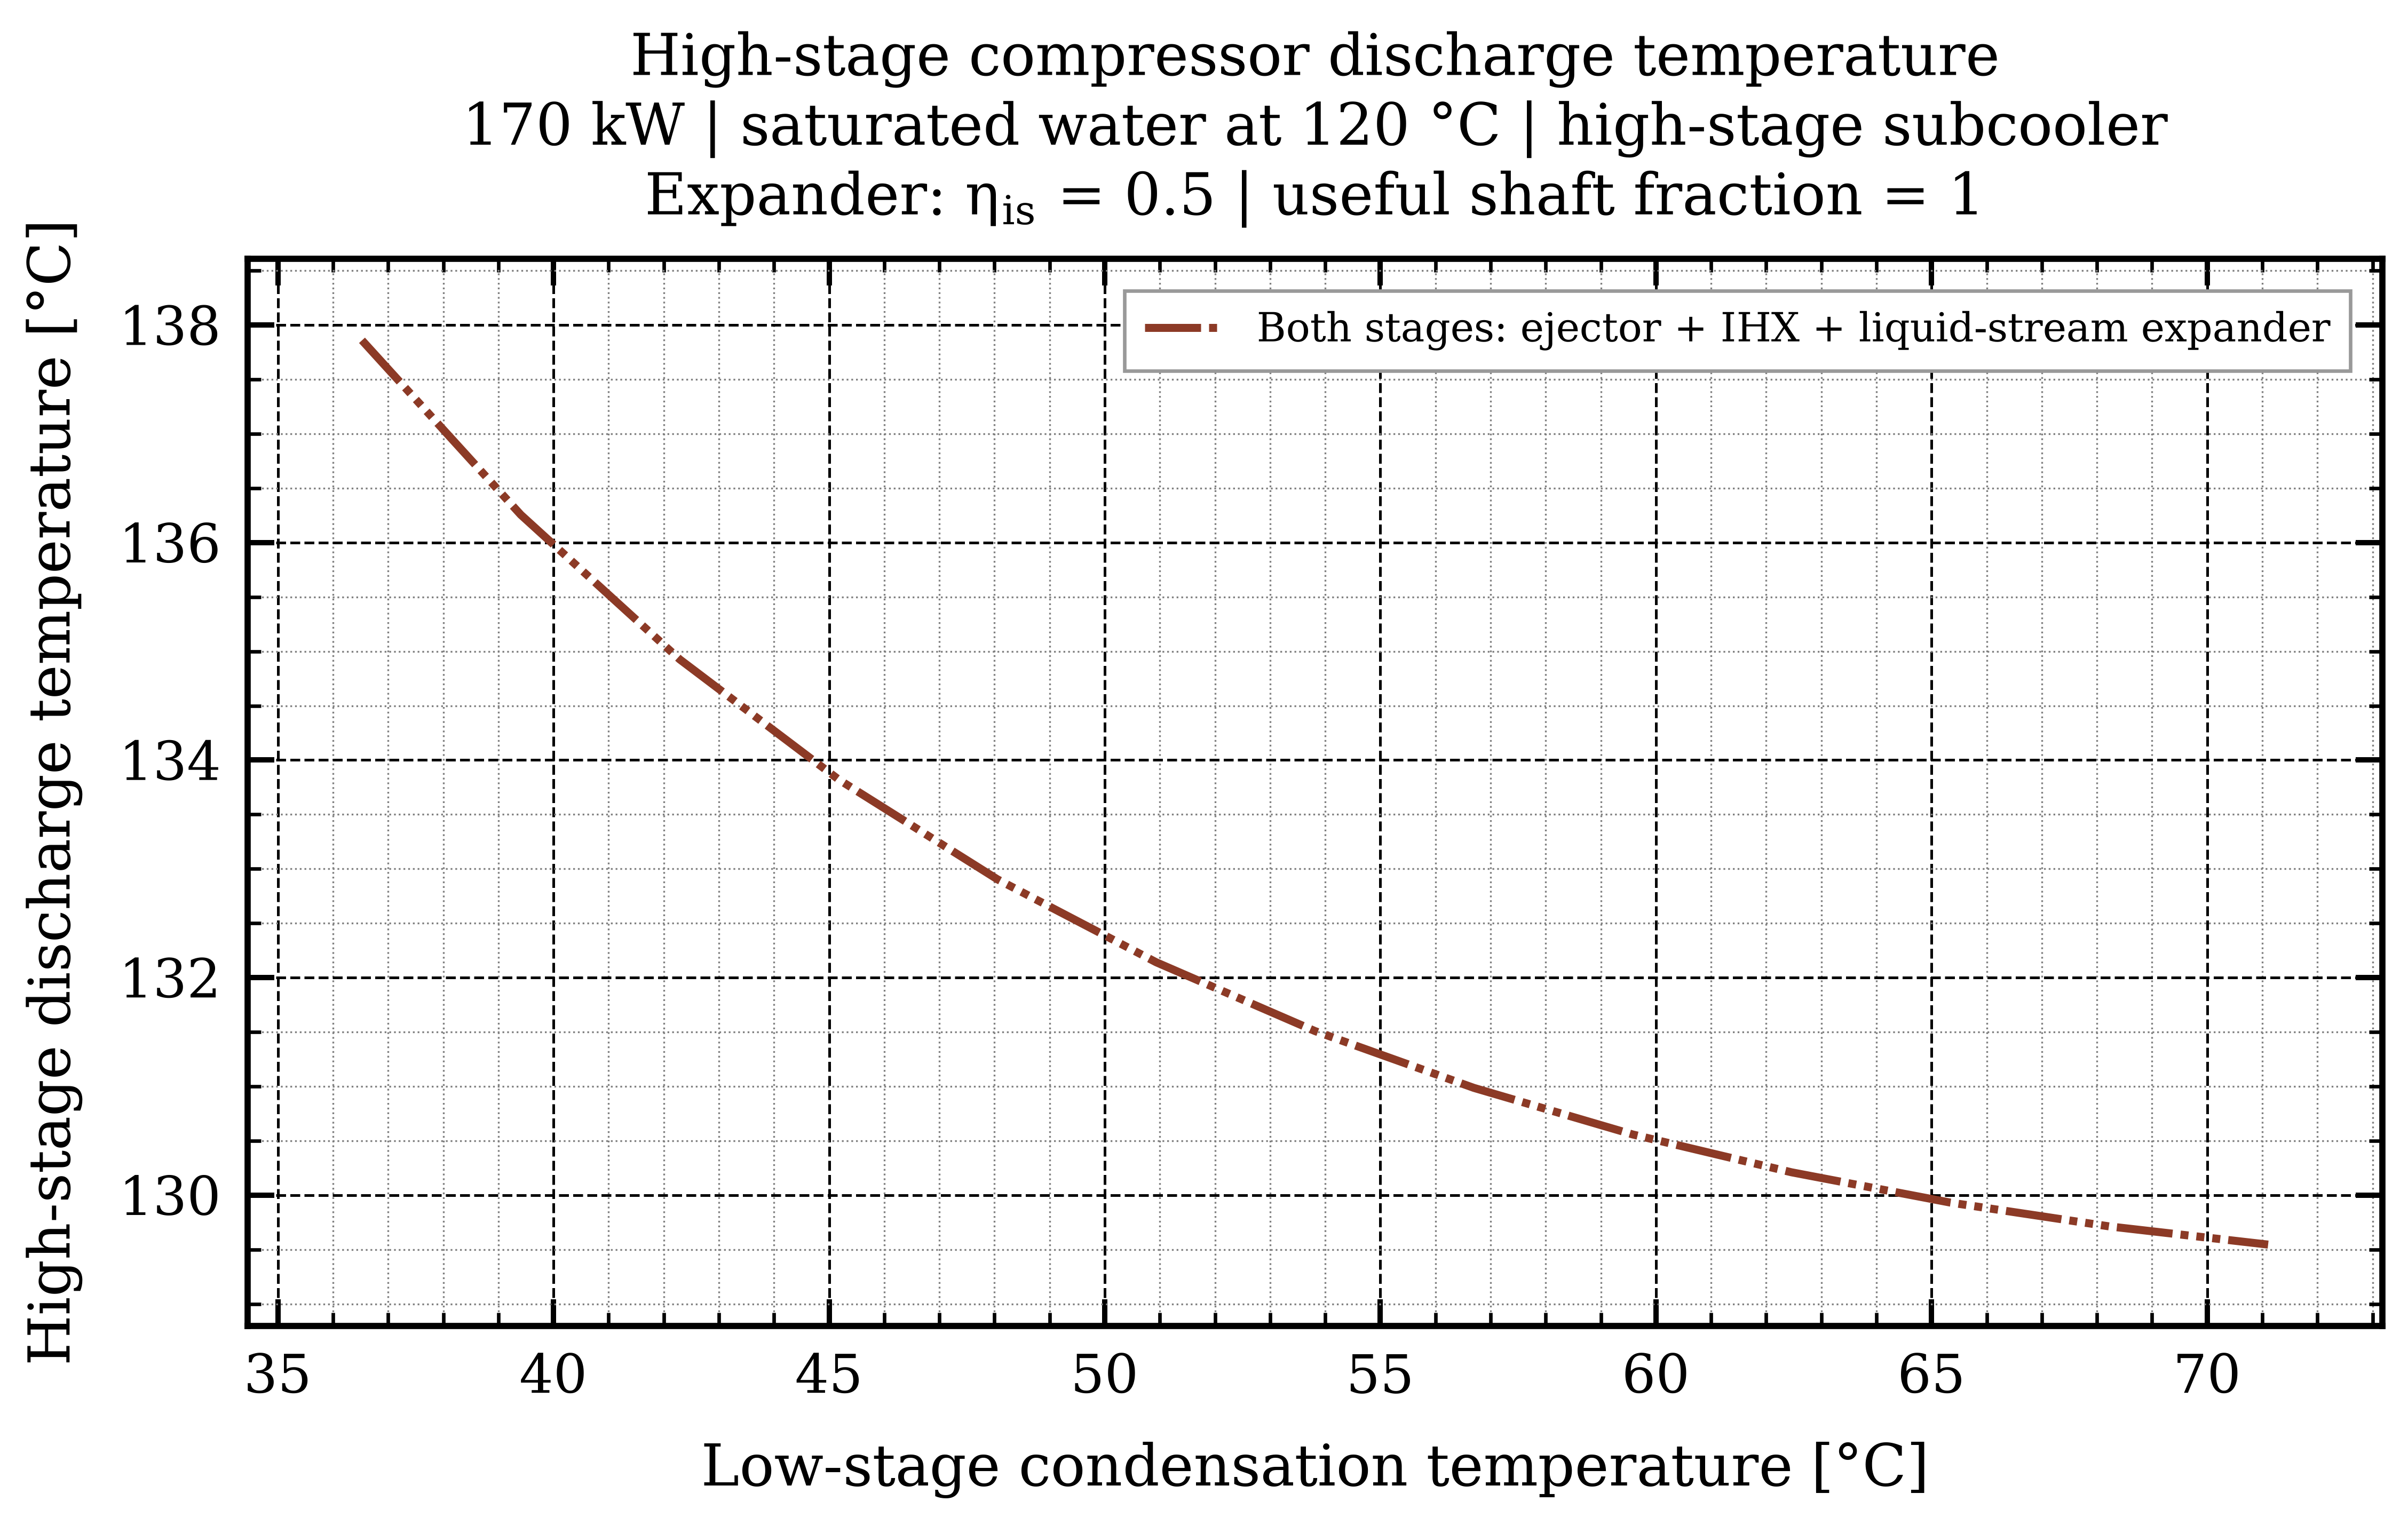 High-stage compressor discharge temperature
170 kW | saturated water at 120 °C | high-stage subcooler
Expander: ηis = 0.5 | useful shaft fraction = 1
High-stage discharge temperature [°C]
138
136
134
132
130
Both stages: ejector + IHX + liquid-stream expander
35 40 45 50 55 60 65 70
Low-stage condensation temperature [°C]